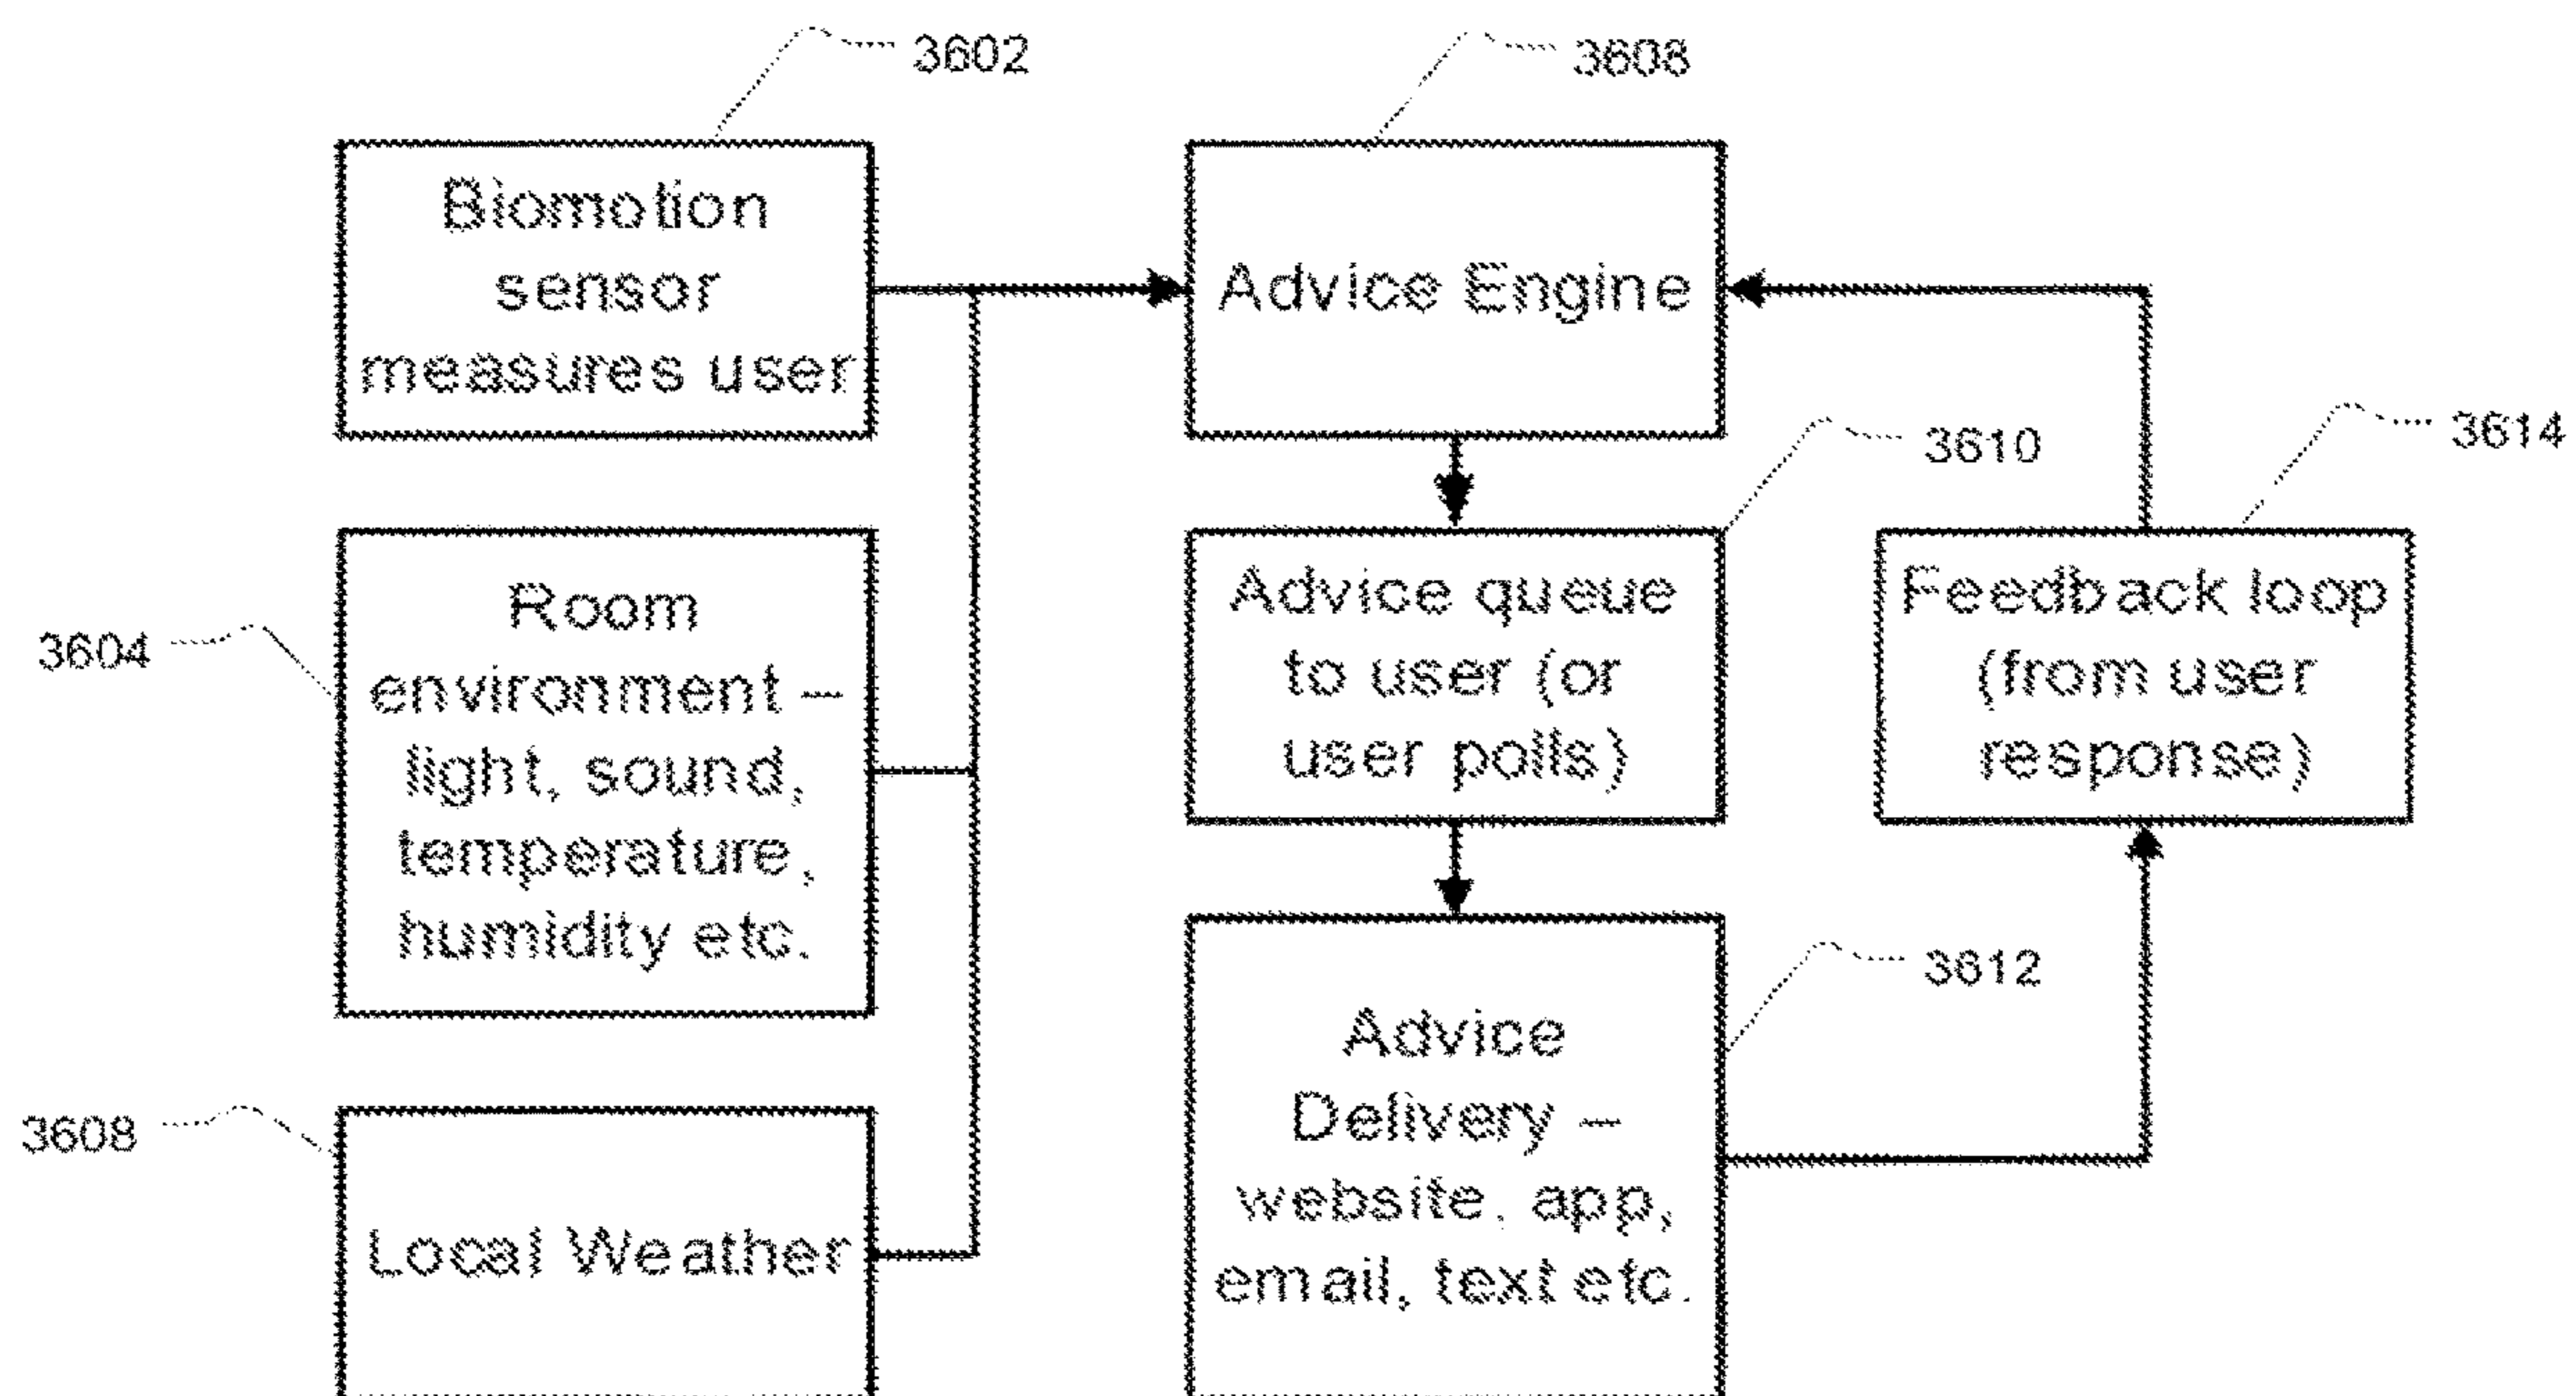 3602
3608
Biomotion
sensor
measures user
Advice Engine
3610
3614
3604
Room
environment –
light, sound,
temperature,
humidity etc.
Advice queue
to user (or
user polls)
Feedback loop
(from user
response)
3612
3608
Local Weather
Advice
Delivery –
website, app,
email, text etc.